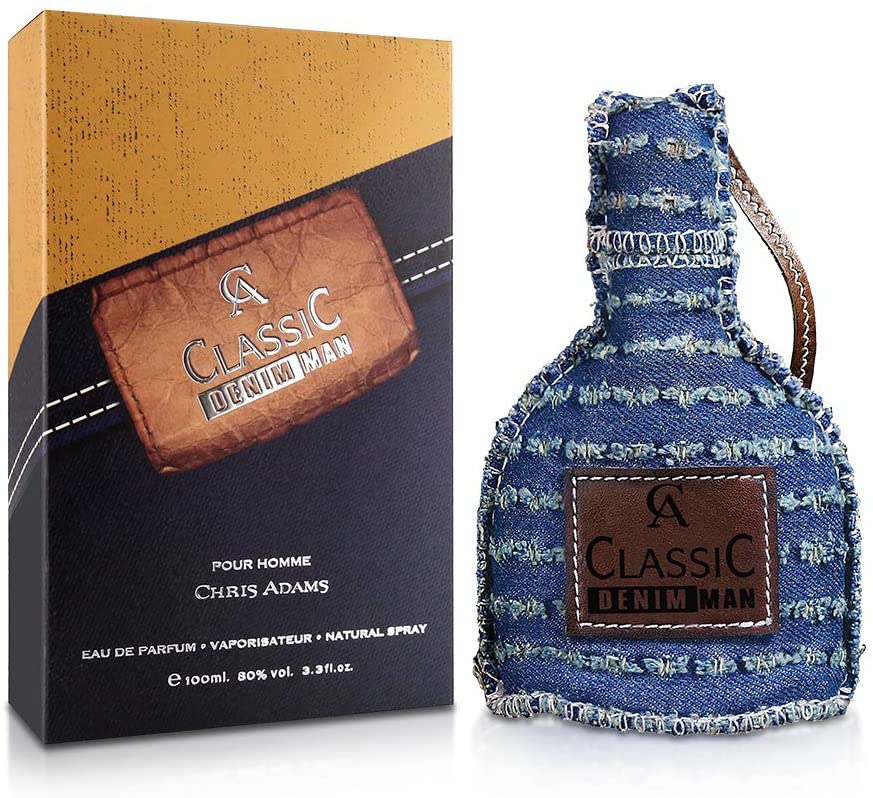 CA
CLASSIC
DENIM MAN
POUR HOMME
CHRIS ADAMS
EAU DE PARFUM • VAPORISATEUR • NATURAL SPRAY
e 100ml. 80% vol. 3.3fl.oz.
CA
CLASSIC
DENIM MAN